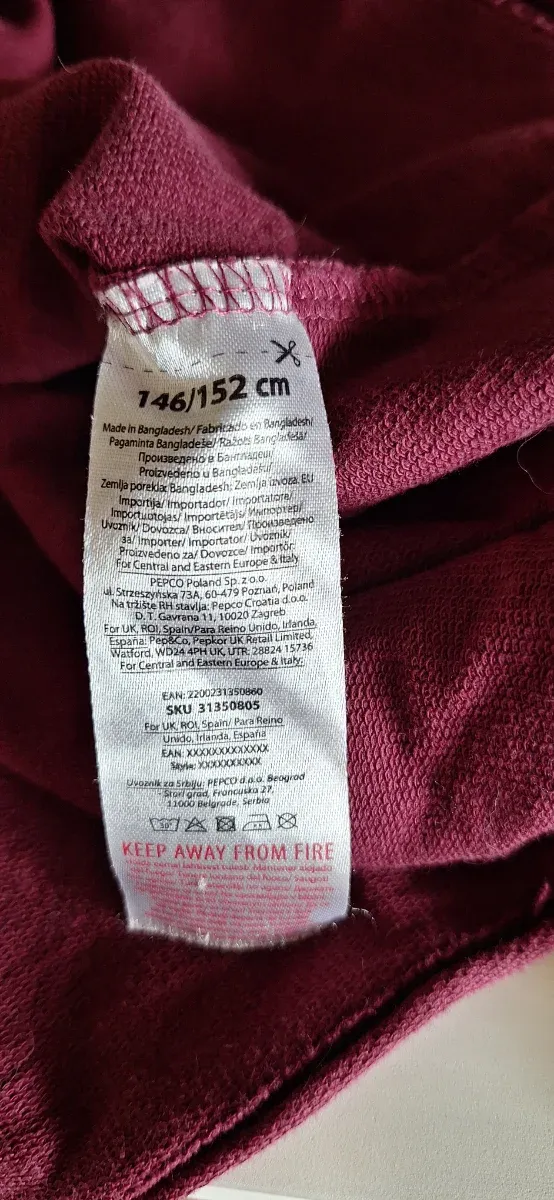 146/152 cm
Made in Bangladesh/ Fabricado en Bangladesh/
Pagaminta Bangladeše/ Ražots Bangladešā/
Произведено в Бангладеш/
Proizvedeno u Bangladešu/
Zemlja porekla: Bangladesh; Zemlja uvoza: EU
Importija/ Importador/ Importatore/
Importuotojas/ Importētājs/ Импортер/
Uvoznik/ Dovozca/ Вносител/ Произведено
за/ Importer/ Importator/ Uvoznik/
Proizvedeno za/ Dovozce/ Importőr:
For Central and Eastern Europe & Italy
PEPCO Poland Sp. z o.o.
ul. Strzeszyńska 73A, 60-479 Poznań, Poland
Na tržište RH stavlja: Pepco Croatia d.o.o.
D. T. Gavrana 11, 10020 Zagreb
For UK, ROI, Spain/Para Reino Unido, Irlanda,
España: Pep&Co, Pepkor UK Retail Limited,
Watford, WD24 4PH UK, UTR: 28824 15736
For Central and Eastern Europe & Italy:
EAN: 2200231350860
SKU 31350805
For UK, ROI, Spain/ Para Reino
Unido, Irlanda, España
EAN: XXXXXXXXXXXXX
Style: XXXXXXXXXX
Uvoznik za Srbiju: PEPCO d.o.o. Beograd
Stari grad, Francuska 27,
11000 Belgrade, Serbia
30°
KEEP AWAY FROM FIRE